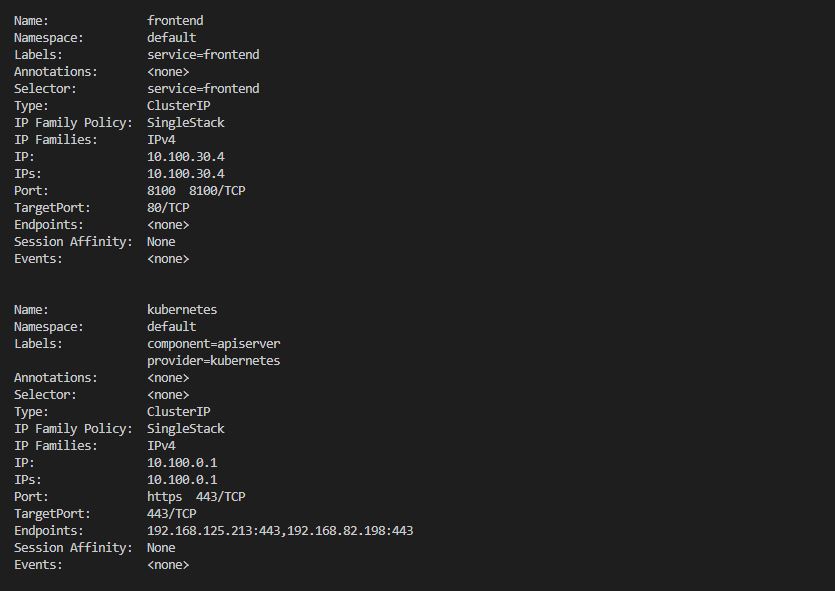 Name:              frontend
Namespace:         default
Labels:            service=frontend
Annotations:       <none>
Selector:          service=frontend
Type:              ClusterIP
IP Family Policy:  SingleStack
IP Families:       IPv4
IP:                10.100.30.4
IPs:               10.100.30.4
Port:              8100  8100/TCP
TargetPort:        80/TCP
Endpoints:         <none>
Session Affinity:  None
Events:            <none>
Name:              kubernetes
Namespace:         default
Labels:            component=apiserver
                   provider=kubernetes
Annotations:       <none>
Selector:          <none>
Type:              ClusterIP
IP Family Policy:  SingleStack
IP Families:       IPv4
IP:                10.100.0.1
IPs:               10.100.0.1
Port:              https  443/TCP
TargetPort:        443/TCP
Endpoints:         192.168.125.213:443,192.168.82.198:443
Session Affinity:  None
Events:            <none>